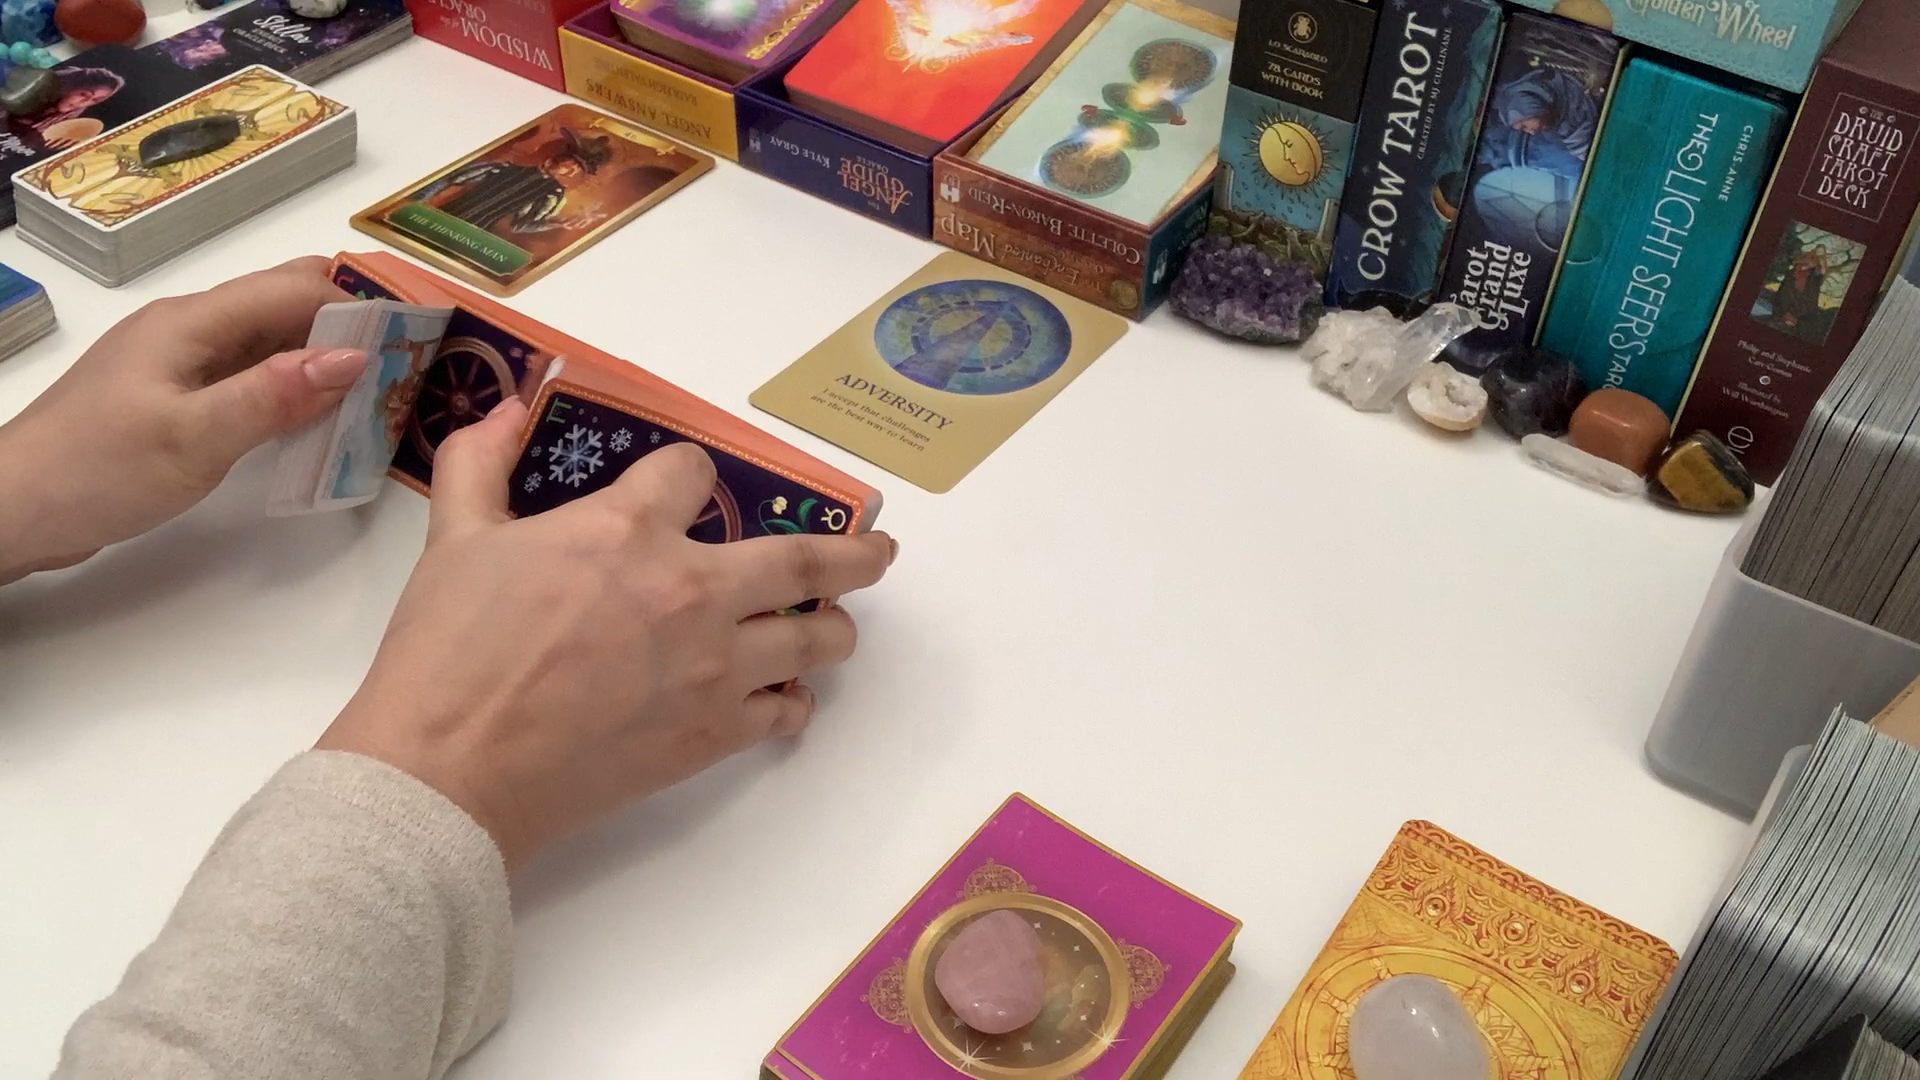 WISDOM
of the
ORACLE
ANGEL ANSWERS
RADLEIGH VALENTINE
THE
ANGEL
GUIDE
ORACLE
KYLE GRAY
The Enchanted
Map
COLETTE BARON-REID
LO SCARABEO
78 CARDS
WITH BOOK
CROW TAROT
CREATED BY MJ CULLINANE
Tarot
Grand
Luxe
CHRIS-ANNE
THE LIGHT SEER'S TAROT
Golden Wheel
THE
DRUID
CRAFT
TAROT
DECK
Philip and Stephanie
Carr-Gomm
Illustrated by
Will Worthington
THE THINKING MAN
ADVERSITY
I accept that challenges
are the best way to learn